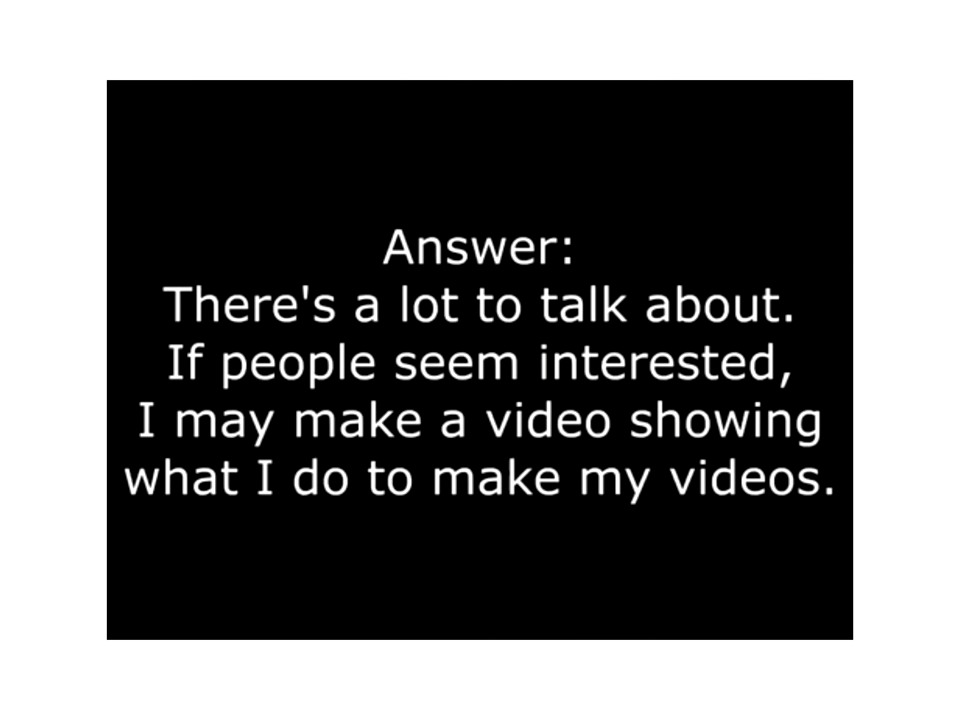 Answer:
There's a lot to talk about.
If people seem interested,
I may make a video showing
what I do to make my videos.